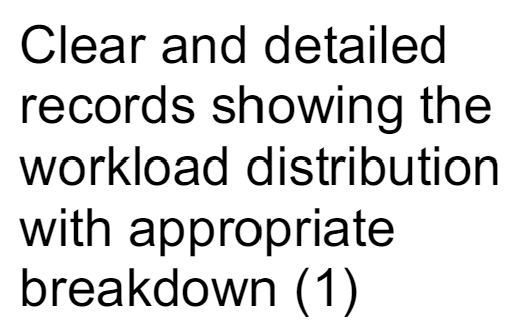 Clear and detailed
records showing the
workload distribution
with appropriate
breakdown (1)